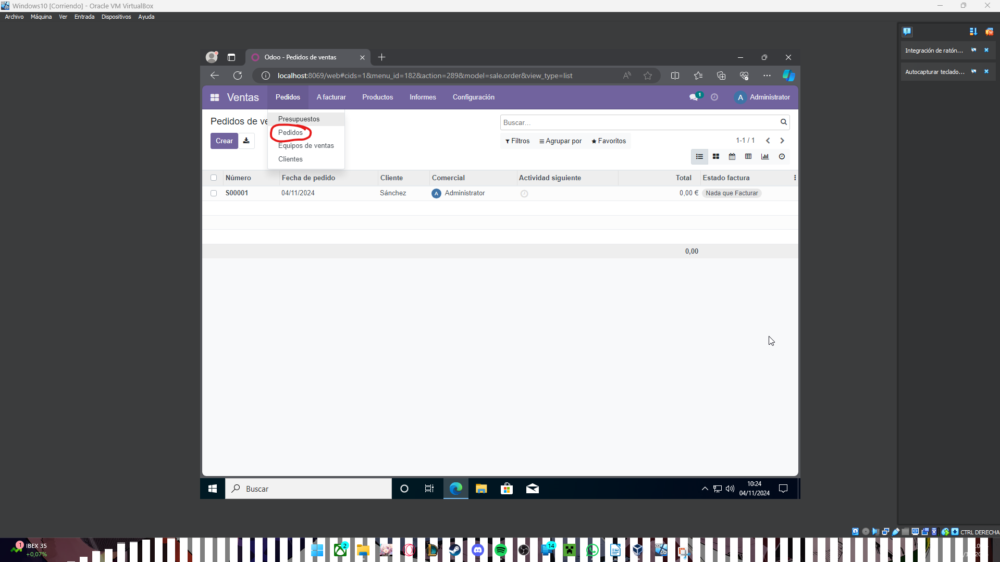 Windows10 [Corriendo] - Oracle VM VirtualBox
Archivo Máquina Ver Entrada Dispositivos Ayuda
Integración de ratón...
Autocapturar teclado...
Odoo - Pedidos de ventas
localhost:8069/web#cids=1&menu_id=182&action=289&model=sale.order&view_type=list
Ventas Pedidos A facturar Productos Informes Configuración 1 A Administrator
Pedidos de ve
Presupuestos
Pedidos
Equipos de ventas
Clientes
Crear
Buscar...
Filtros Agrupar por Favoritos 1-1 / 1
Número Fecha de pedido Cliente Comercial Actividad siguiente Total Estado factura
S00001 04/11/2024 Sánchez A Administrator 0,00 € Nada que Facturar
0,00
Buscar
10:24
04/11/2024
CTRL DERECHA
1 IBEX 35
+0,07%
2
14